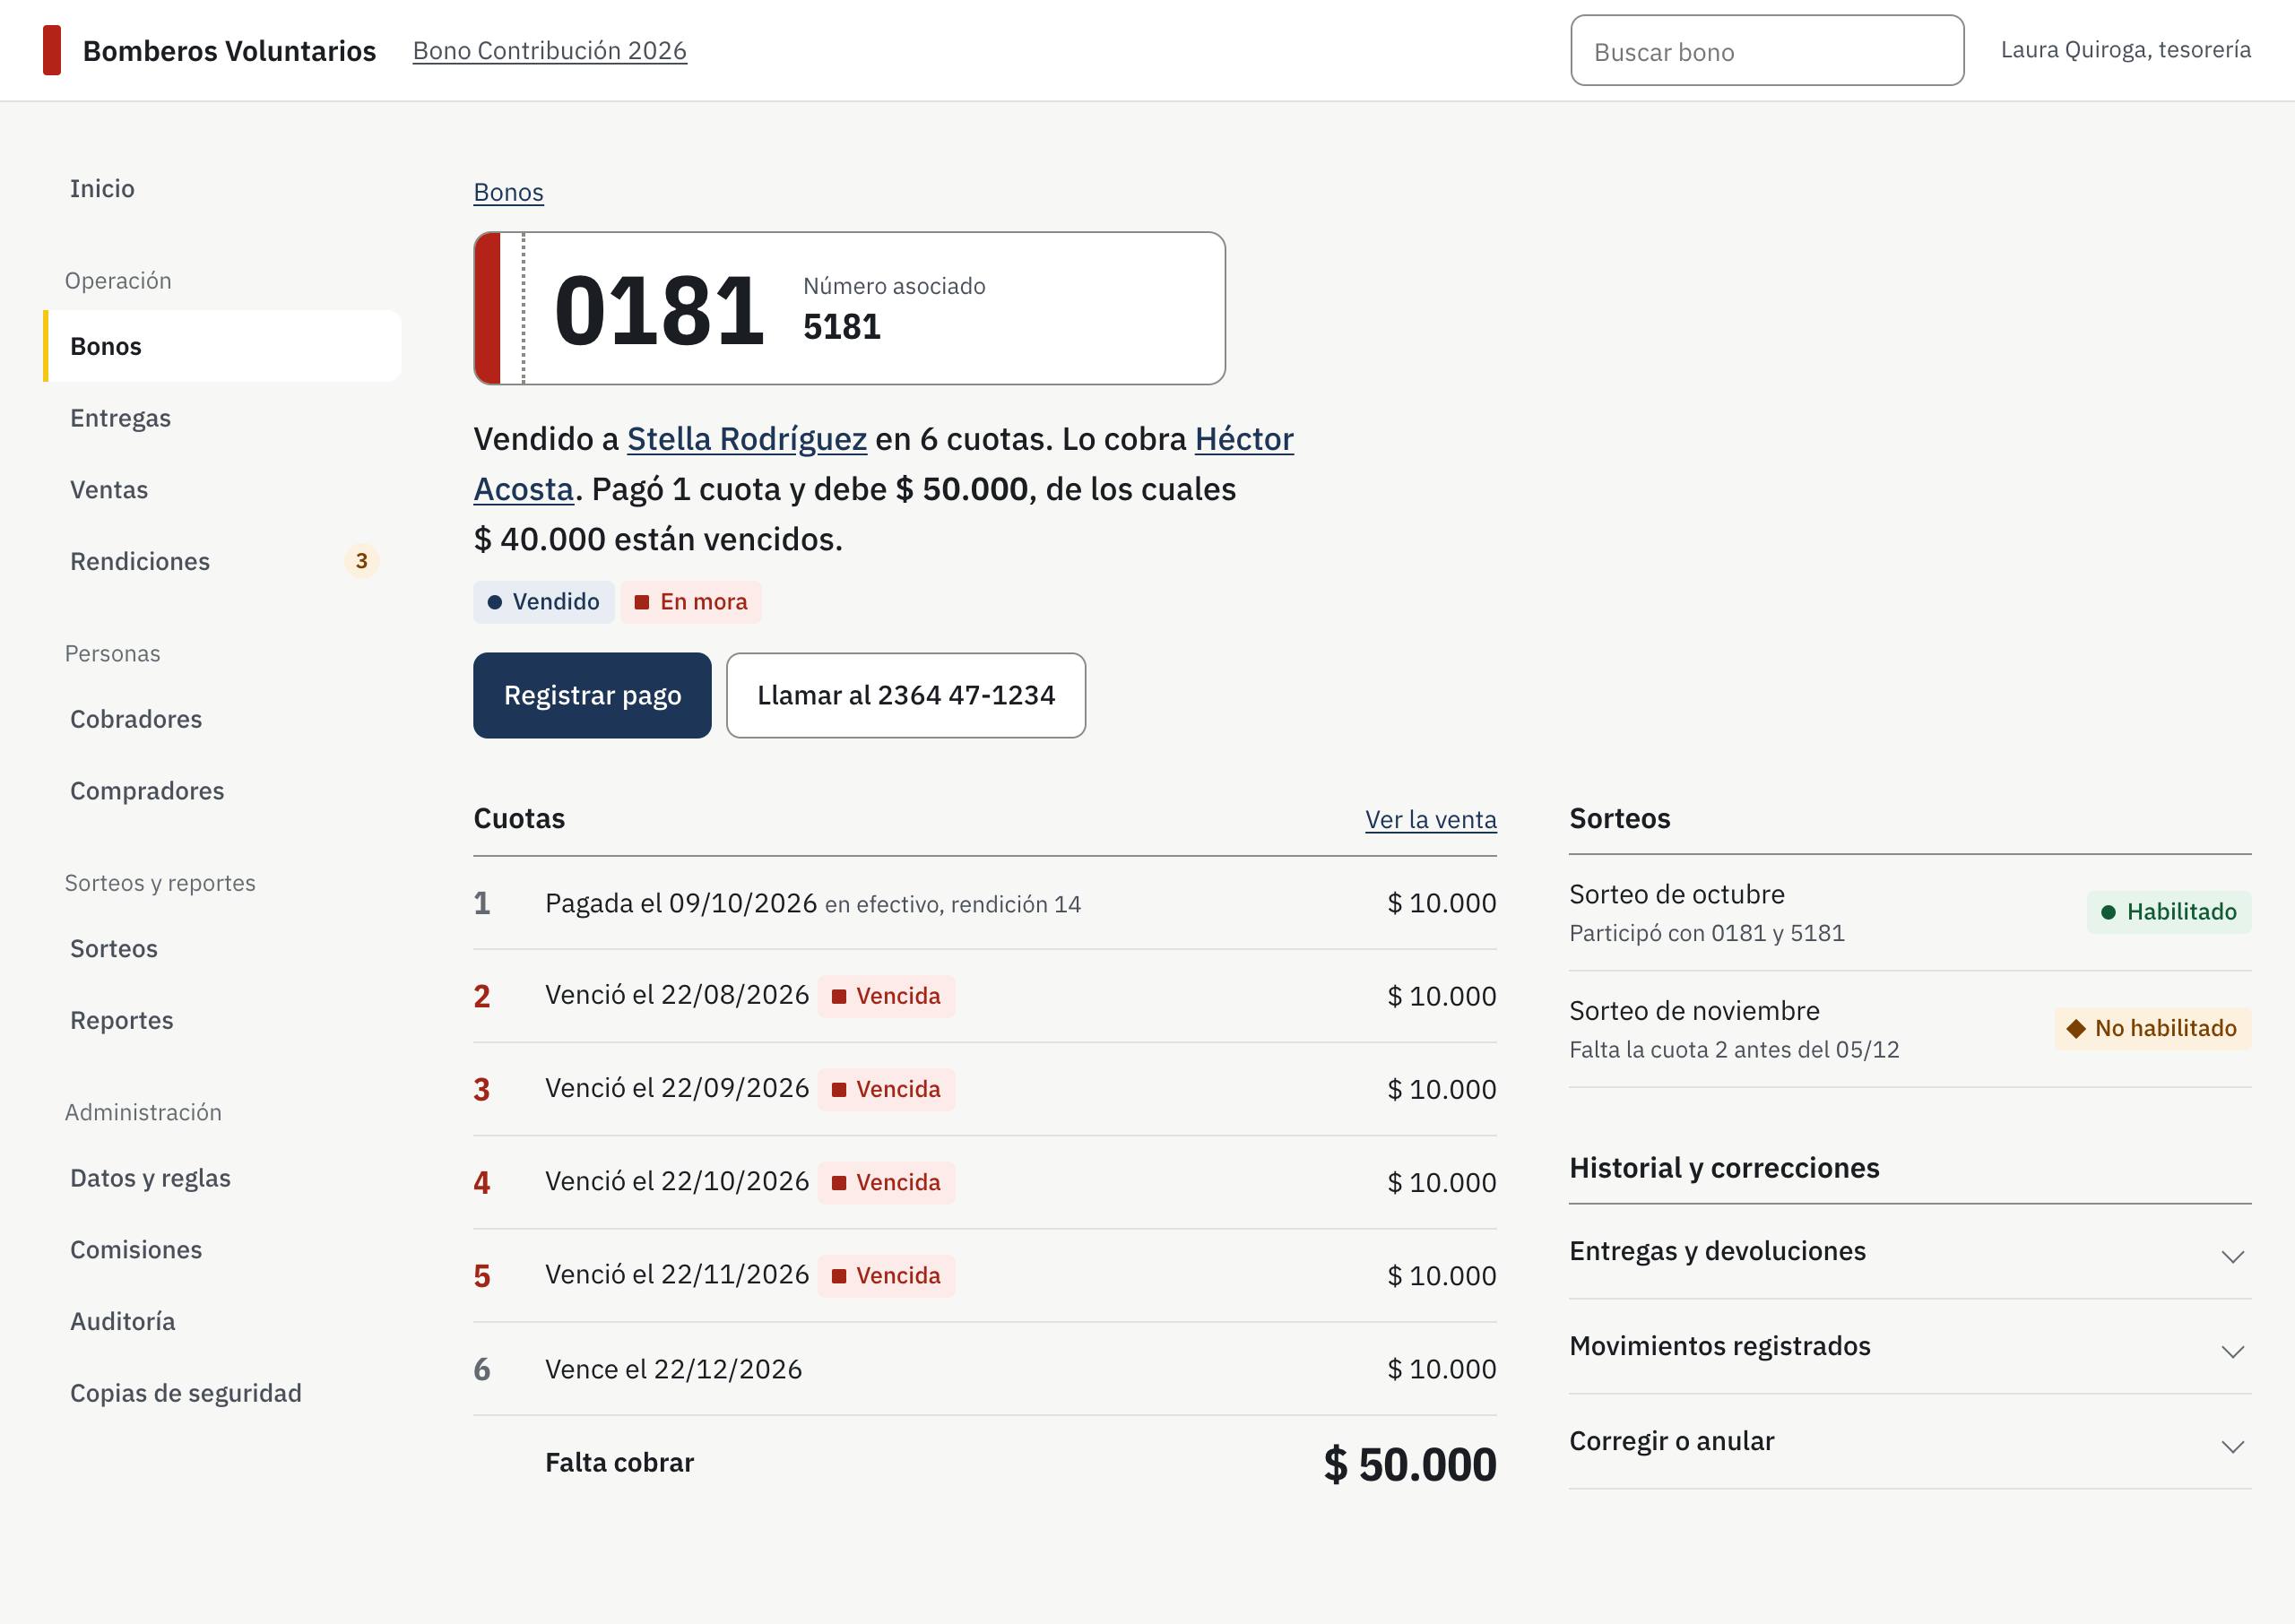 Bomberos Voluntarios
Bono Contribución 2026
Buscar bono
Laura Quiroga, tesorería
Inicio
Operación
Bonos
Entregas
Ventas
Rendiciones 3
Personas
Cobradores
Compradores
Sorteos y reportes
Sorteos
Reportes
Administración
Datos y reglas
Comisiones
Auditoría
Copias de seguridad
Bonos
0181
Número asociado
5181
Vendido a Stella Rodríguez en 6 cuotas. Lo cobra Héctor
Acosta. Pagó 1 cuota y debe $ 50.000, de los cuales
$ 40.000 están vencidos.
Vendido En mora
Registrar pago
Llamar al 2364 47-1234
Cuotas Ver la venta
1 Pagada el 09/10/2026 en efectivo, rendición 14 $ 10.000
2 Venció el 22/08/2026 Vencida $ 10.000
3 Venció el 22/09/2026 Vencida $ 10.000
4 Venció el 22/10/2026 Vencida $ 10.000
5 Venció el 22/11/2026 Vencida $ 10.000
6 Vence el 22/12/2026 $ 10.000
Falta cobrar $ 50.000
Sorteos
Sorteo de octubre
Participó con 0181 y 5181
Habilitado
Sorteo de noviembre
Falta la cuota 2 antes del 05/12
No habilitado
Historial y correcciones
Entregas y devoluciones
Movimientos registrados
Corregir o anular